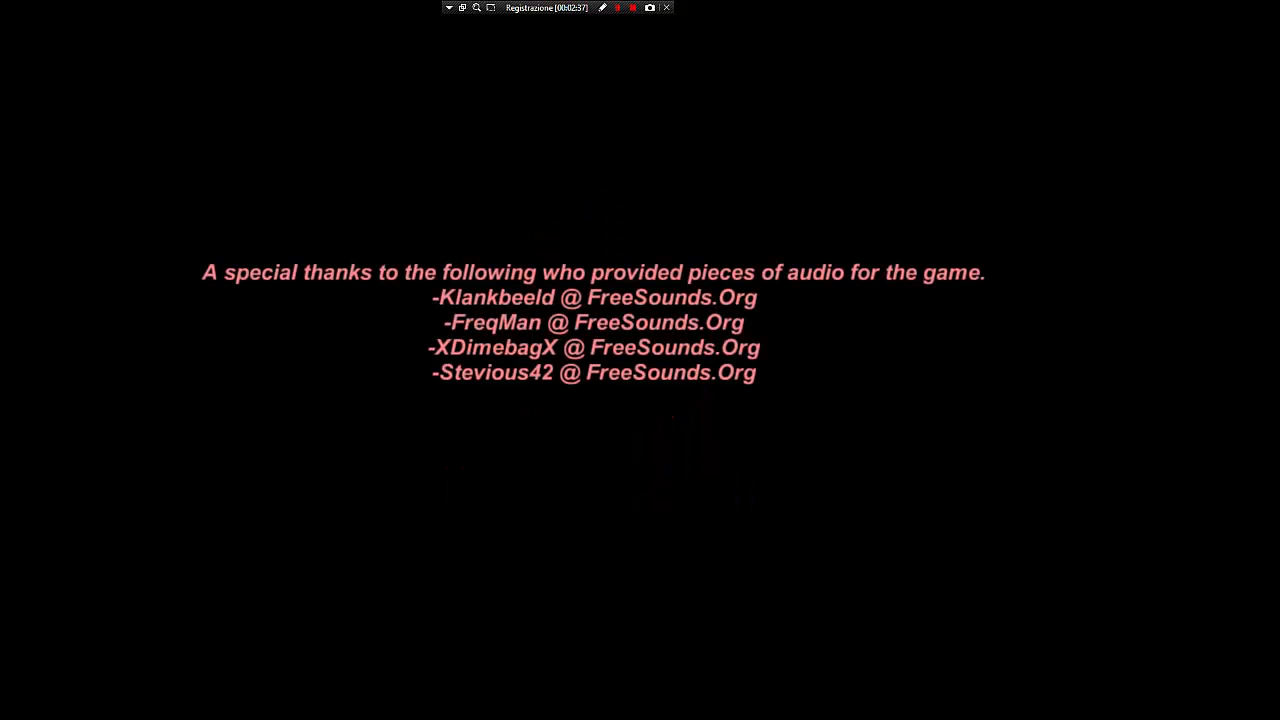 Registrazione [00:02:37]
A special thanks to the following who provided pieces of audio for the game.
-Klankbeeld @ FreeSounds.Org
-FreqMan @ FreeSounds.Org
-XDimebagX @ FreeSounds.Org
-Stevious42 @ FreeSounds.Org